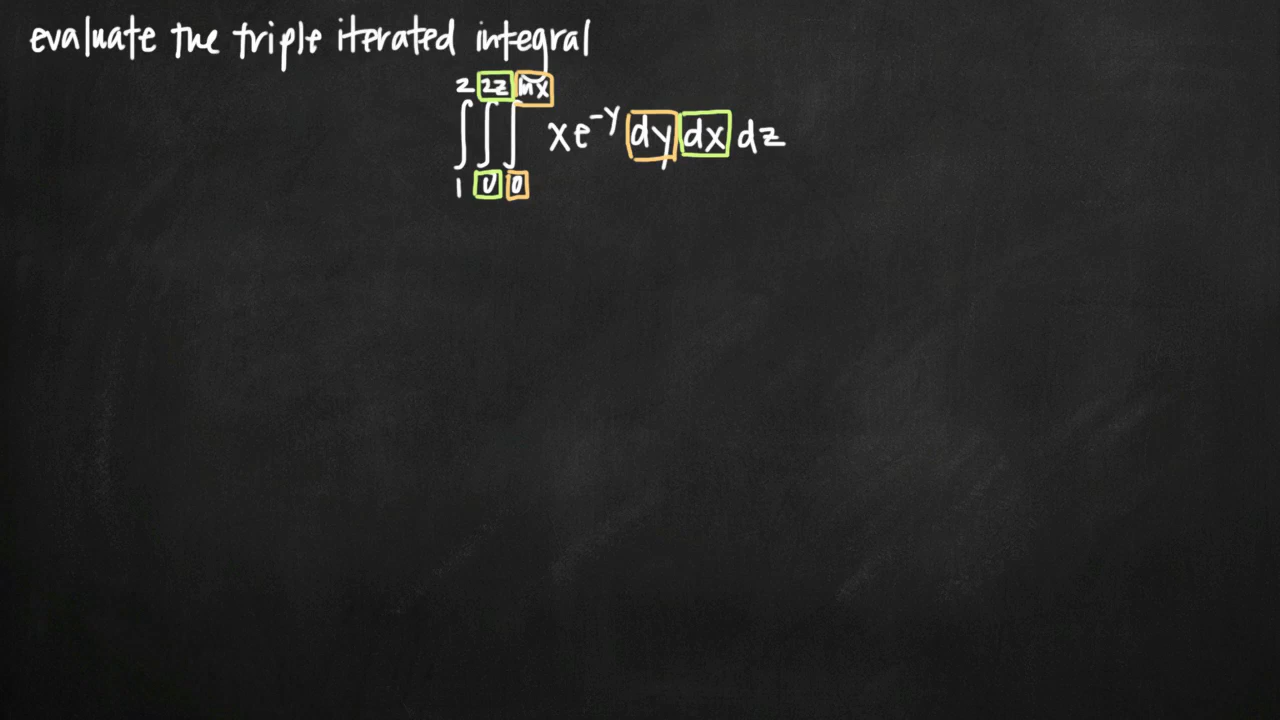 evaluate the triple iterated integral
2 2z lnx
∫ ∫ ∫ xe^-y dy dx dz
1 0 0